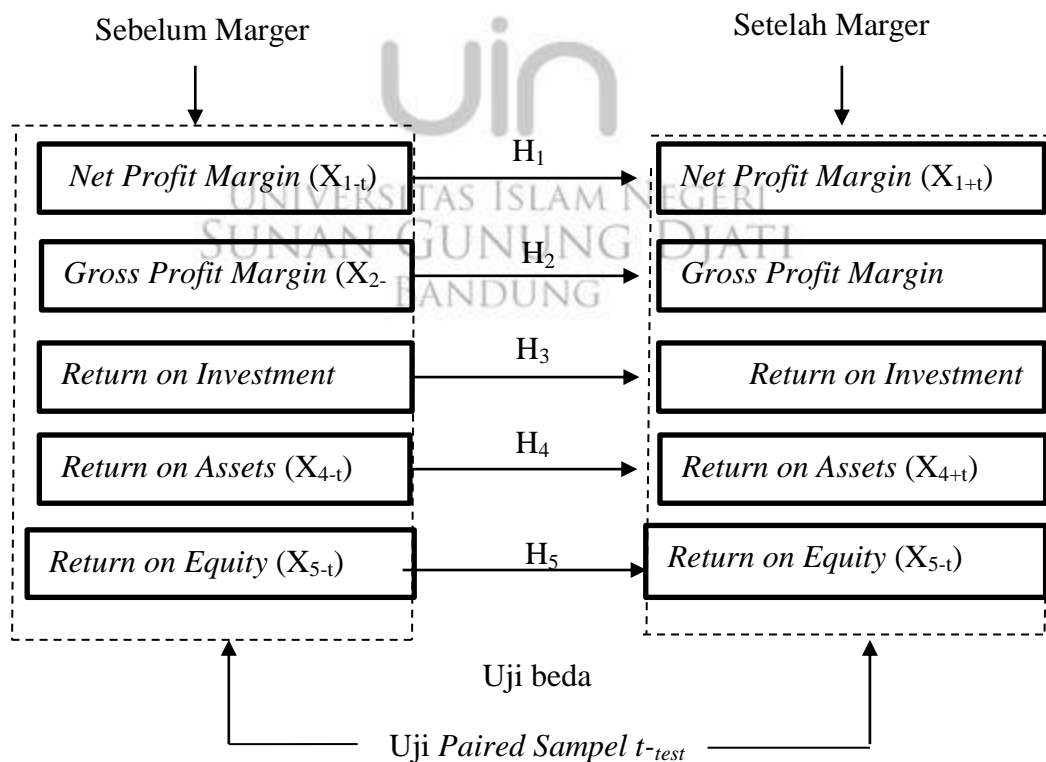 Sebelum Marger
Setelah Marger
uin
UNIVERSITAS ISLAM NEGERI
SUNAN GUNUNG DJATI
BANDUNG
Net Profit Margin (X1-t)
H1
Net Profit Margin (X1+t)
Gross Profit Margin (X2-
H2
Gross Profit Margin
Return on Investment
H3
Return on Investment
Return on Assets (X4-t)
H4
Return on Assets (X4+t)
Return on Equity (X5-t)
H5
Return on Equity (X5-t)
Uji beda
Uji Paired Sampel t-test